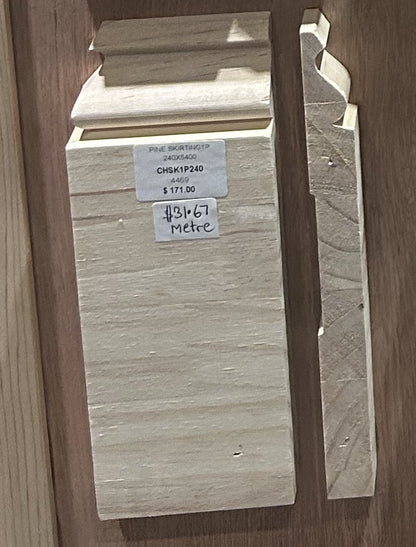 PINE SKIRTING1P
240X5400
CHSK1P240
4469
$ 171.00
#31.67
Metre